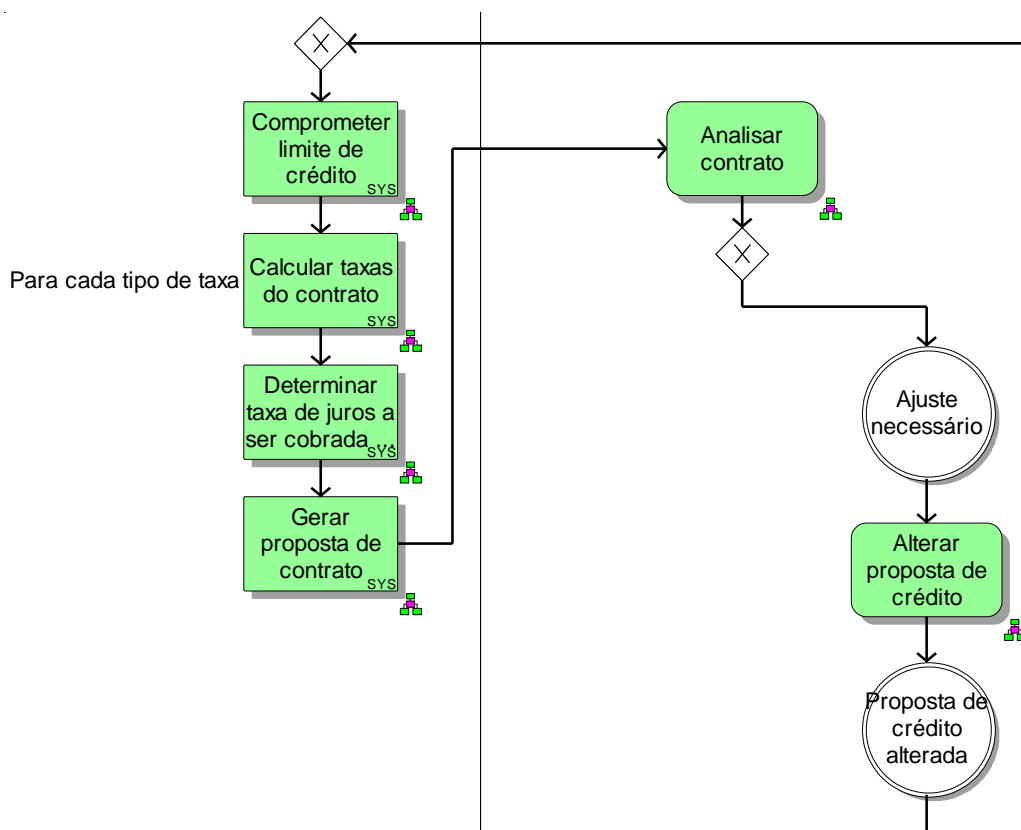 X
Comprometer
limite de
crédito
SYS
Para cada tipo de taxa
Calcular taxas
do contrato
SYS
Determinar
taxa de juros a
ser cobrada ...
SYS
Gerar
proposta de
contrato
SYS
Analisar
contrato
X
Ajuste
necessário
Alterar
proposta de
crédito
Proposta de
crédito
alterada